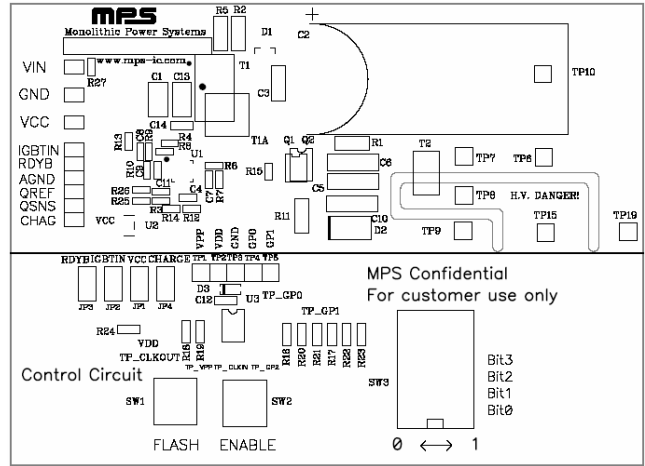 mps
Monolithic Power Systems
www.mps-ic.com
R5 R2
D1
C2
T1
VIN
R27
C1 C13
C3
TP10
GND
VCC
C14
T1A
R13
C8
R9
R4
R8
Q1 Q2
R1
T2
IGBTIN
RDYB
AGND
QREF
QSNS
CHAG
R10
C9
U1
C11
R6
R15
C6
TP7
TP6
C7
R7
C5
TP8
H.V. DANGER!
R26
R25
C4
R3
R14 R12
R11
C10
D2
TP9
TP15
TP19
VCC
U2
VPP
VDD
GND
GP0
GP1
RDYB IGBTIN VCC CHARGE
TP1 TP2 TP3 TP4 TP5
MPS Confidential
For customer use only
D3
C12
U3
TP_GP0
JP3 JP2 JP1 JP4
TP_GP1
R24
VDD
TP_CLKOUT
R19
R18
R20
R21
R17
R22
R23
TP_VPP TP_CLKIN TP_GP2
Control Circuit
SW1
SW2
SW3
Bit3
Bit2
Bit1
Bit0
FLASH ENABLE
0 ↔ 1